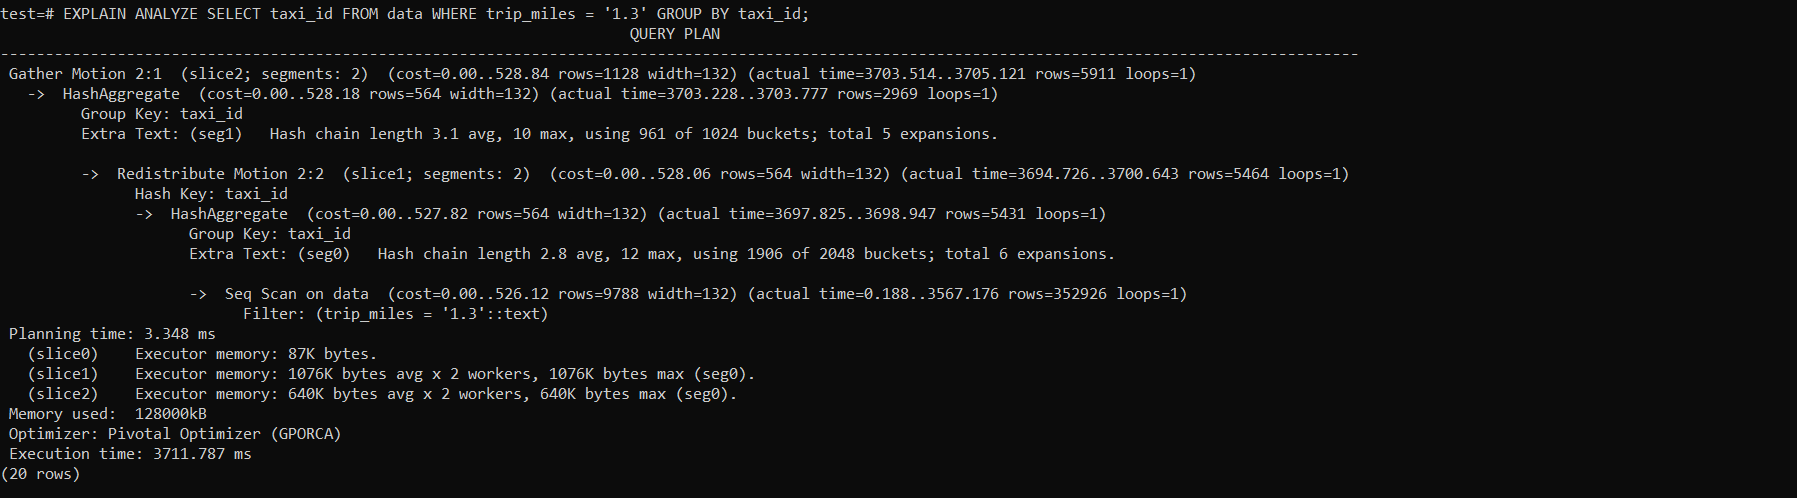 test=# EXPLAIN ANALYZE SELECT taxi_id FROM data WHERE trip_miles = '1.3' GROUP BY taxi_id;
QUERY PLAN
-------------------------------------------------------------------------------------------------------------------------------------------------------
Gather Motion 2:1  (slice2; segments: 2)  (cost=0.00..528.84 rows=1128 width=132) (actual time=3703.514..3705.121 rows=5911 loops=1)
  ->  HashAggregate  (cost=0.00..528.18 rows=564 width=132) (actual time=3703.228..3703.777 rows=2969 loops=1)
        Group Key: taxi_id
        Extra Text: (seg1)   Hash chain length 3.1 avg, 10 max, using 961 of 1024 buckets; total 5 expansions.
        ->  Redistribute Motion 2:2  (slice1; segments: 2)  (cost=0.00..528.06 rows=564 width=132) (actual time=3694.726..3700.643 rows=5464 loops=1)
              Hash Key: taxi_id
              ->  HashAggregate  (cost=0.00..527.82 rows=564 width=132) (actual time=3697.825..3698.947 rows=5431 loops=1)
                    Group Key: taxi_id
                    Extra Text: (seg0)   Hash chain length 2.8 avg, 12 max, using 1906 of 2048 buckets; total 6 expansions.
                    ->  Seq Scan on data  (cost=0.00..526.12 rows=9788 width=132) (actual time=0.188..3567.176 rows=352926 loops=1)
                          Filter: (trip_miles = '1.3'::text)
Planning time: 3.348 ms
  (slice0)    Executor memory: 87K bytes.
  (slice1)    Executor memory: 1076K bytes avg x 2 workers, 1076K bytes max (seg0).
  (slice2)    Executor memory: 640K bytes avg x 2 workers, 640K bytes max (seg0).
Memory used:  128000kB
Optimizer: Pivotal Optimizer (GPORCA)
Execution time: 3711.787 ms
(20 rows)